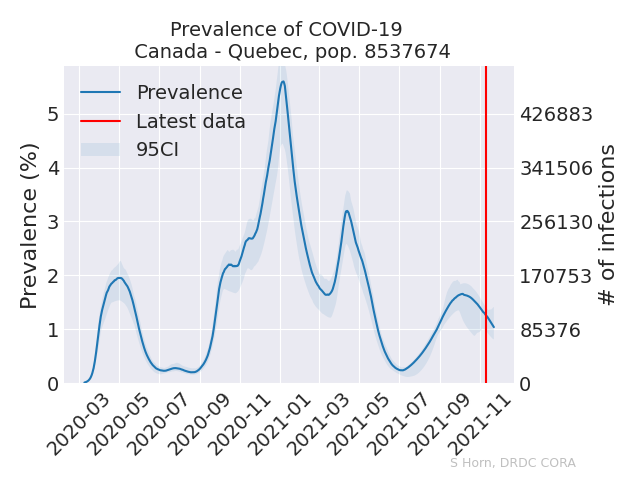 Prevalence of COVID-19
Canada - Quebec, pop. 8537674
Prevalence
Latest data
95CI
Prevalence (%)
5
4
3
2
1
0
426883
341506
256130
170753
85376
0
# of infections
2020-03
2020-05
2020-07
2020-09
2020-11
2021-01
2021-03
2021-05
2021-07
2021-09
2021-11
S Horn, DRDC CORA